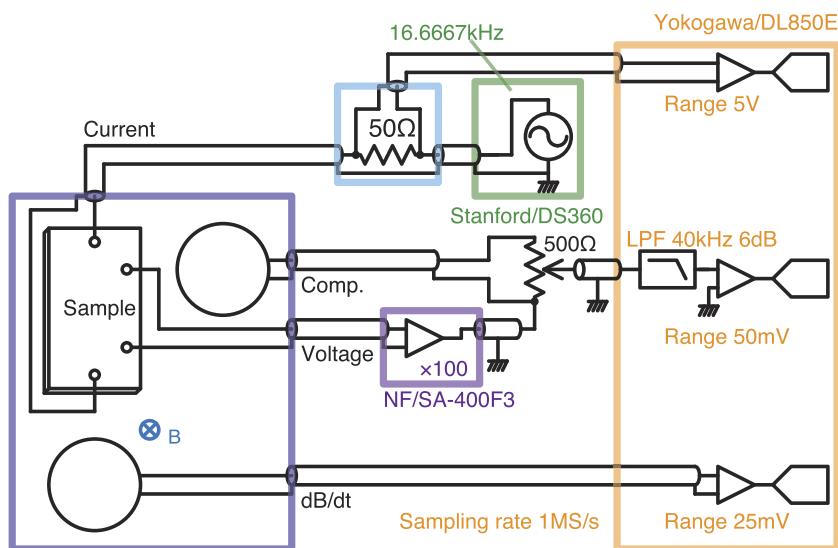 Yokogawa/DL850E
16.6667kHz
Range 5V
50Ω
Current
Stanford/DS360
500Ω
LPF 40kHz 6dB
Comp.
Sample
Voltage
×100
Range 50mV
NF/SA-400F3
B
dB/dt
Sampling rate 1MS/s
Range 25mV